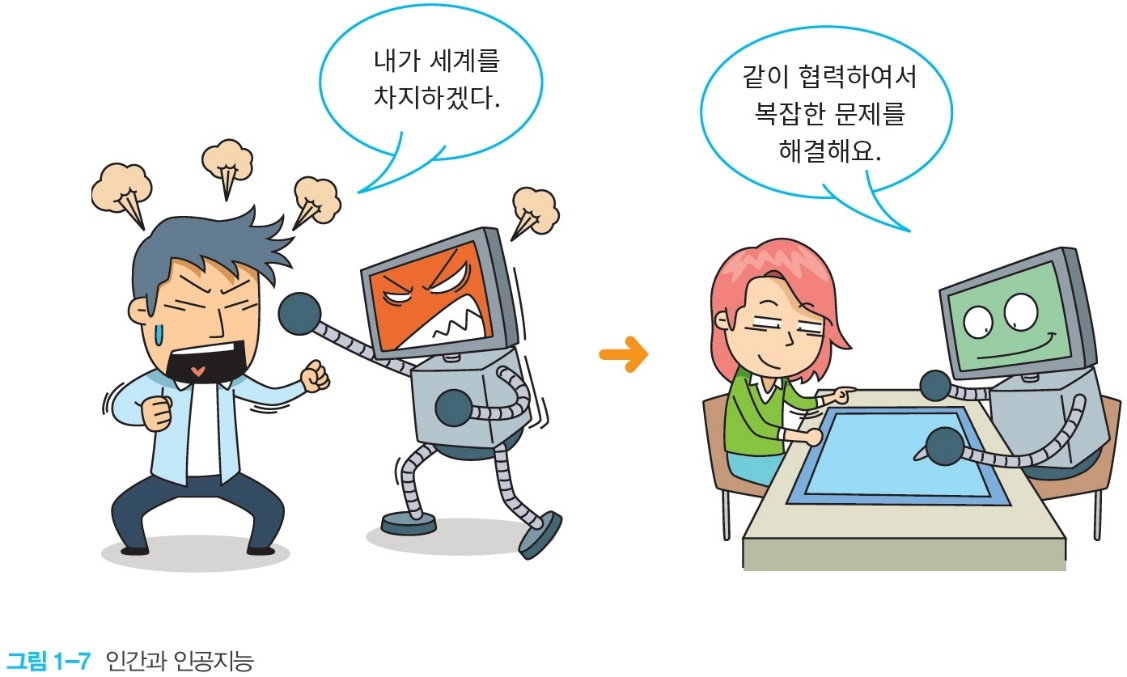 내가 세계를
차지하겠다.
같이 협력하여서
복잡한 문제를
해결해요.
그림 1-7 인간과 인공지능